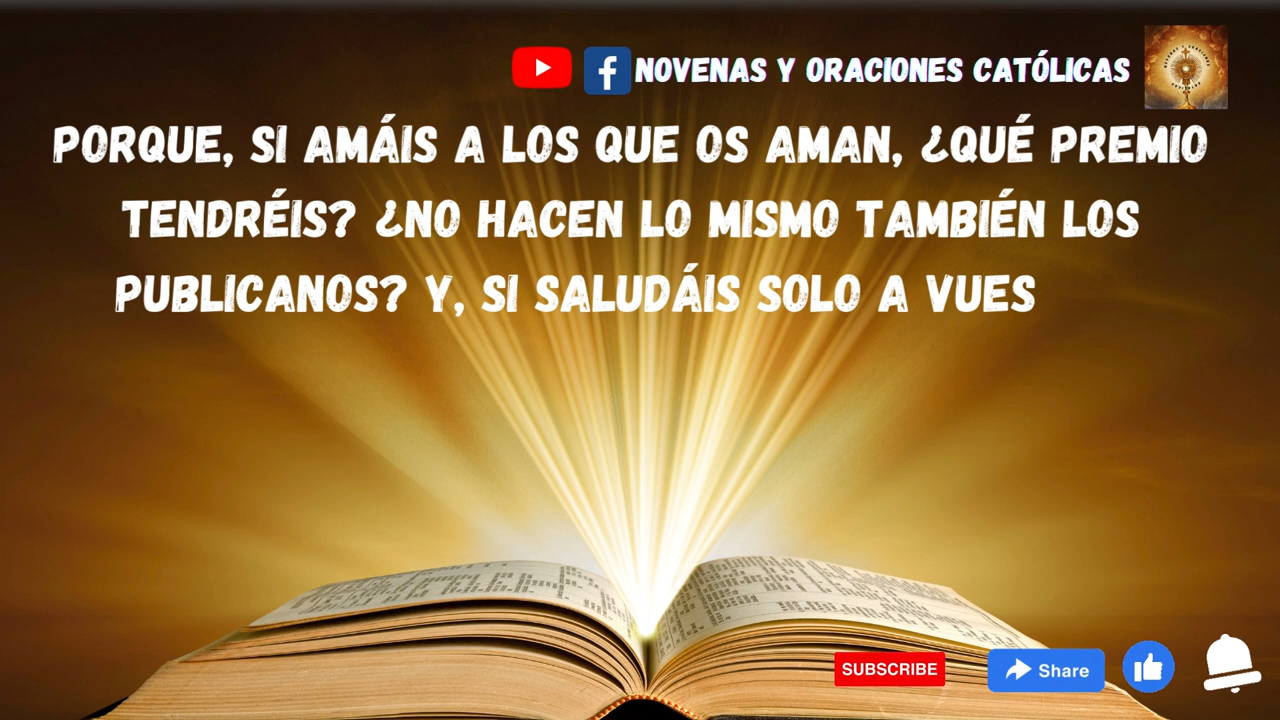 NOVENAS Y ORACIONES CATÓLICAS
PORQUE, SI AMÁIS A LOS QUE OS AMAN, ¿QUÉ PREMIO
TENDRÉIS? ¿NO HACEN LO MISMO TAMBIÉN LOS
PUBLICANOS? Y, SI SALUDÁIS SOLO A VUES
SUBSCRIBE
Share